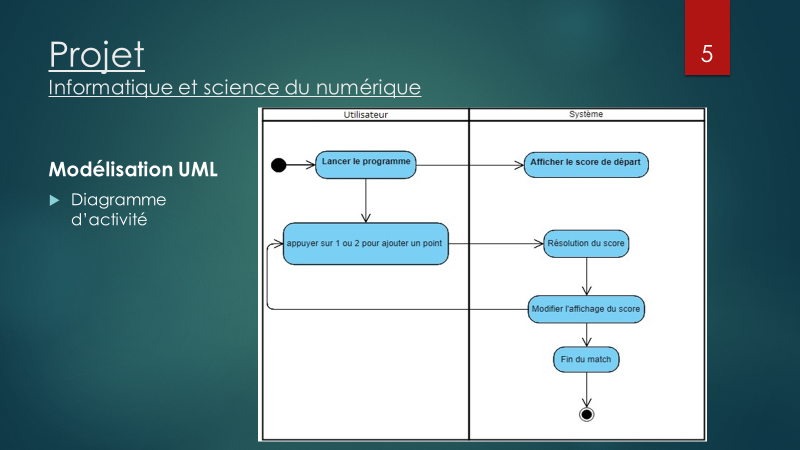 Projet
5
Informatique et science du numérique
Utilisateur
Système
Modélisation UML
Diagramme
d'activité
Lancer le programme
Afficher le score de départ
appuyer sur 1 ou 2 pour ajouter un point
Résolution du score
Modifier l'affichage du score
Fin du match